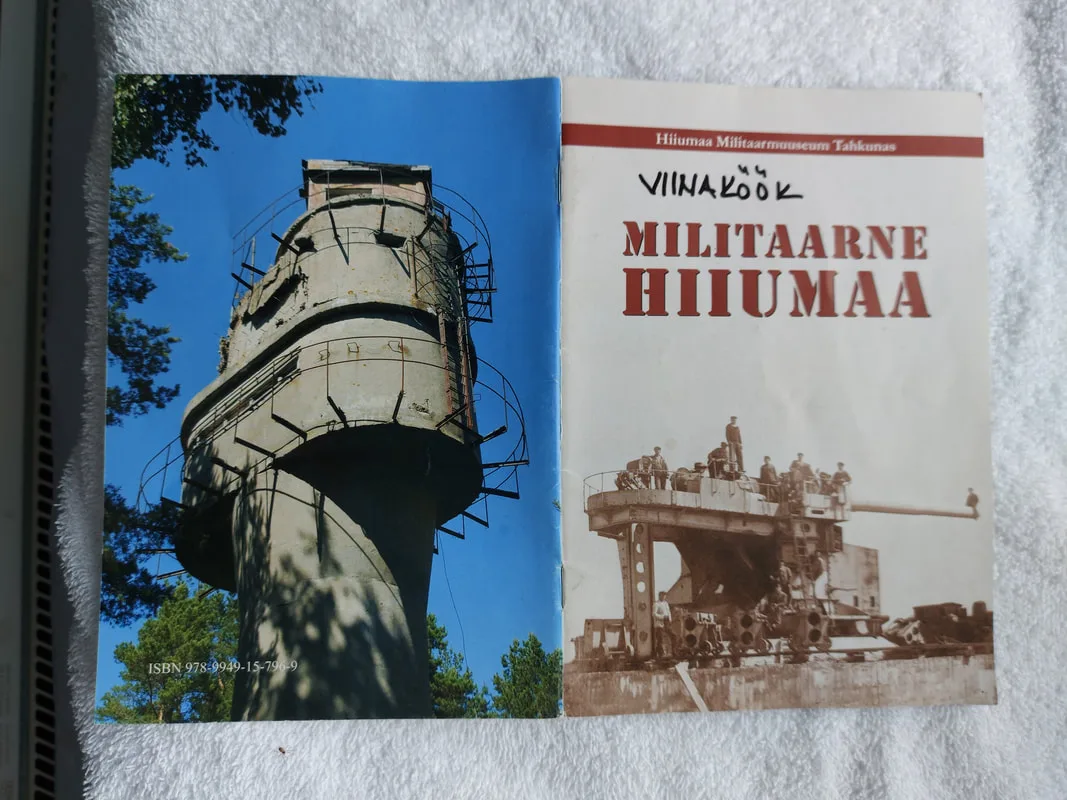 ISBN 978-9949-15-796-9
Hiiumaa Militaarmuuseum Tahkunas
VIINAKÖÖK
MILITAARNE
HIIUMAA